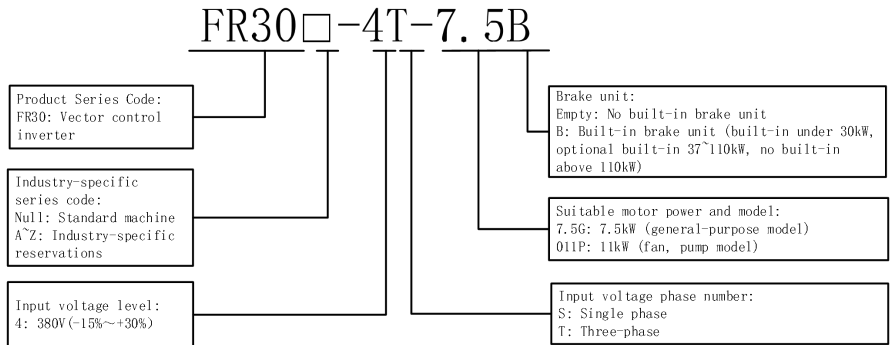 FR30□-4T-7.5B
Product Series Code:
FR30: Vector control
inverter
Industry-specific
series code:
Null: Standard machine
A~Z: Industry-specific
reservations
Input voltage level:
4: 380V(-15%～+30%)
Brake unit:
Empty: No built-in brake unit
B: Built-in brake unit (built-in under 30kW,
optional built-in 37~110kW, no built-in
above 110kW)
Suitable motor power and model:
7.5G: 7.5kW (general-purpose model)
011P: 11kW (fan, pump model)
Input voltage phase number:
S: Single phase
T: Three-phase